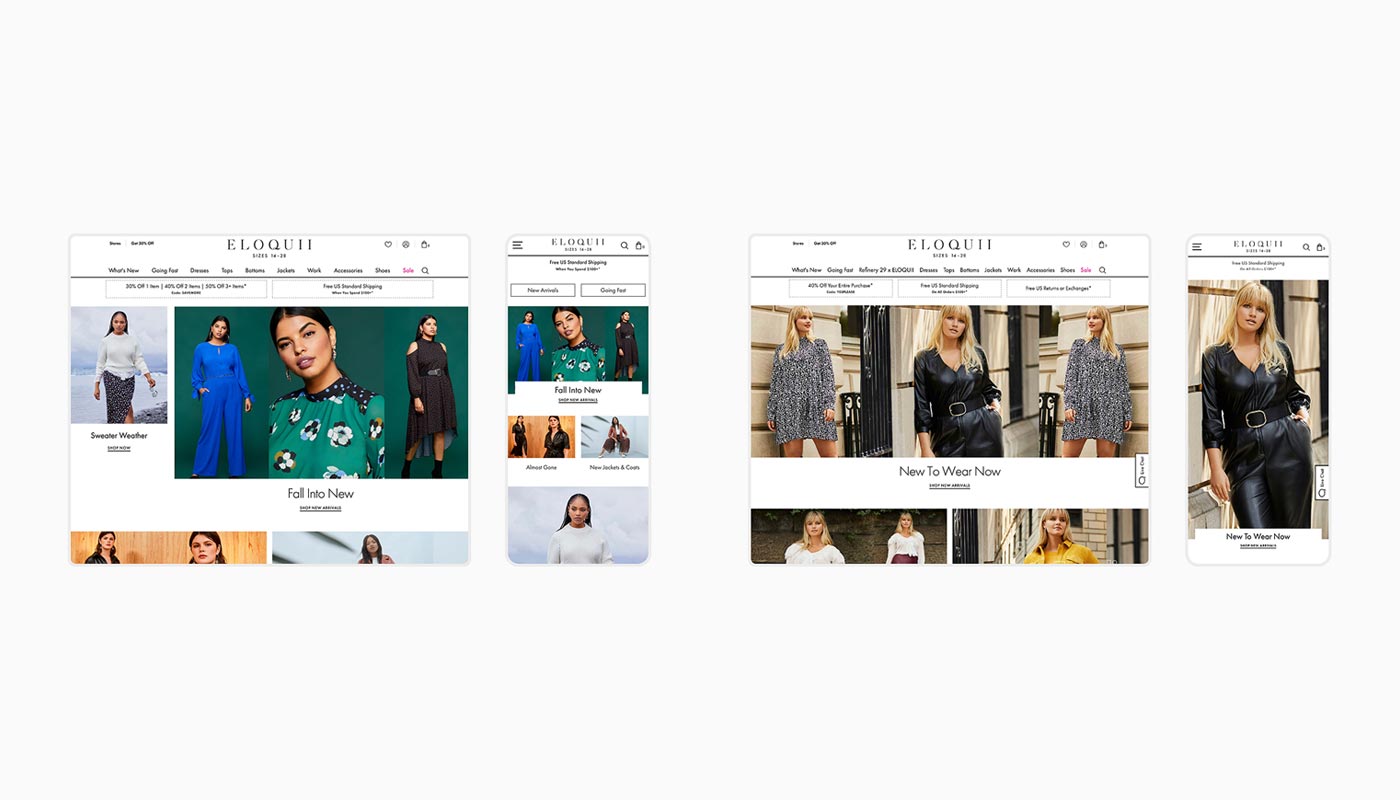 Stores Get 30% Off
ELOQUII
SIZES 14-28
What's New Going Fast Dresses Tops Bottoms Jackets Work Accessories Shoes Sale
30% Off 1 Item | 40% Off 2 Items | 50% Off 3+ Items*
Code: SAVEMORE
Free US Standard Shipping
When You Spend $100+*
Sweater Weather
SHOP NOW
Fall Into New
SHOP NEW ARRIVALS
ELOQUII
SIZES 14-28
Free US Standard Shipping
When You Spend $100+*
New Arrivals
Going Fast
Fall Into New
SHOP NEW ARRIVALS
Almost Gone
New Jackets & Coats
Stores Get 30% Off
ELOQUII
SIZES 14-28
What's New Going Fast Refinery 29 x ELOQUII Dresses Tops Bottoms Jackets Work Accessories Shoes Sale
40% Off Your Entire Purchase*
Free US Standard Shipping
On All Orders $100+*
Free US Returns or Exchanges*
Live Chat
New To Wear Now
SHOP NEW ARRIVALS
ELOQUII
SIZES 14-28
Free US Standard Shipping
On All Orders $100+*
Live Chat
New To Wear Now
SHOP NEW ARRIVALS